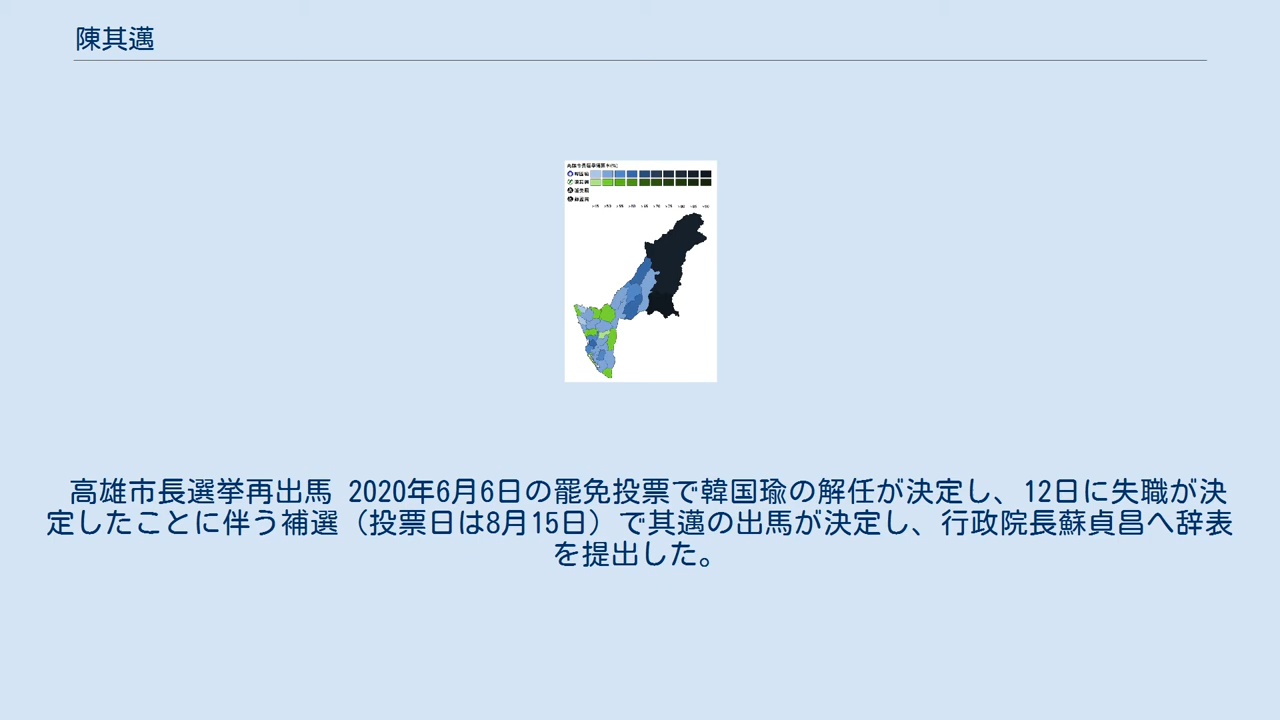 陳其邁
高雄市長選挙再出馬 2020年6月6日の罷免投票で韓国瑜の解任が決定し、12日に失職が決
定したことに伴う補選（投票日は8月15日）で其邁の出馬が決定し、行政院長蘇貞昌へ辞表
を提出した。